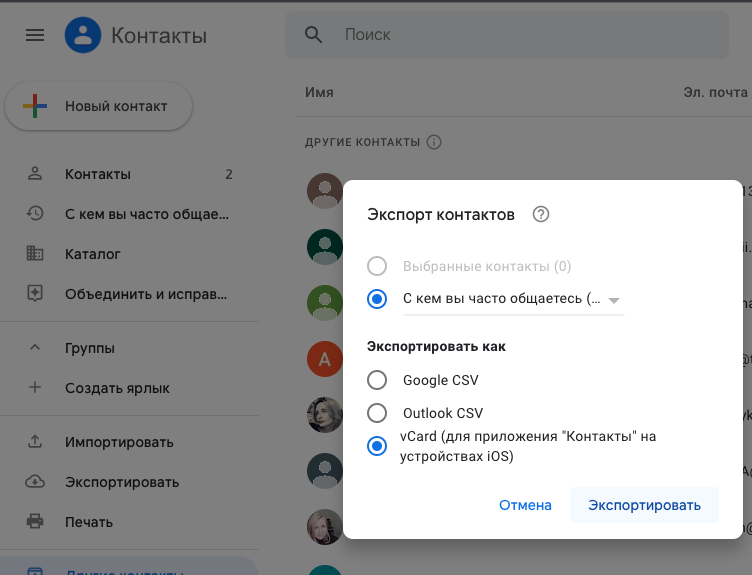 Контакты
Поиск
Новый контакт
Имя
Эл. почта
ДРУГИЕ КОНТАКТЫ
Контакты 2
С кем вы часто общае...
Каталог
Объединить и исправ...
Группы
Создать ярлык
Импортировать
Экспортировать
Печать
Другие контакты
A
Экспорт контактов
Выбранные контакты (0)
С кем вы часто общаетесь (...
Экспортировать как
Google CSV
Outlook CSV
vCard (для приложения "Контакты" на
устройствах iOS)
Отмена
Экспортировать